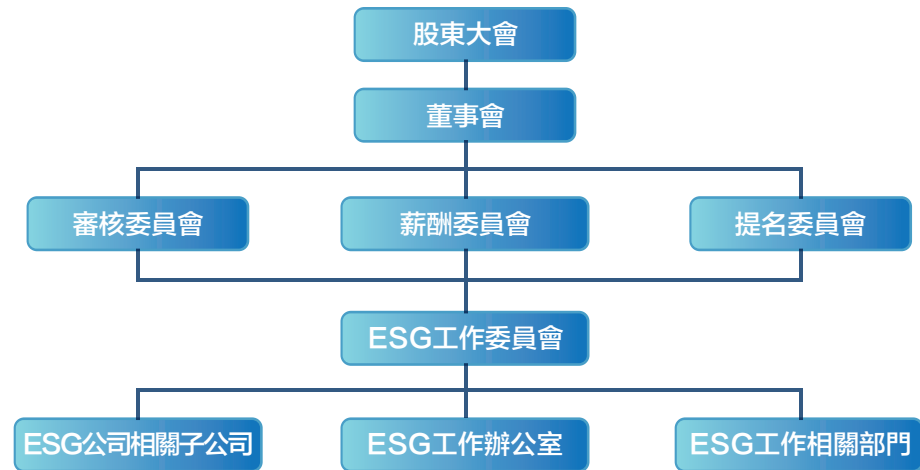 股東大會
董事會
審核委員會
薪酬委員會
提名委員會
ESG工作委員會
ESG公司相關子公司
ESG工作辦公室
ESG工作相關部門